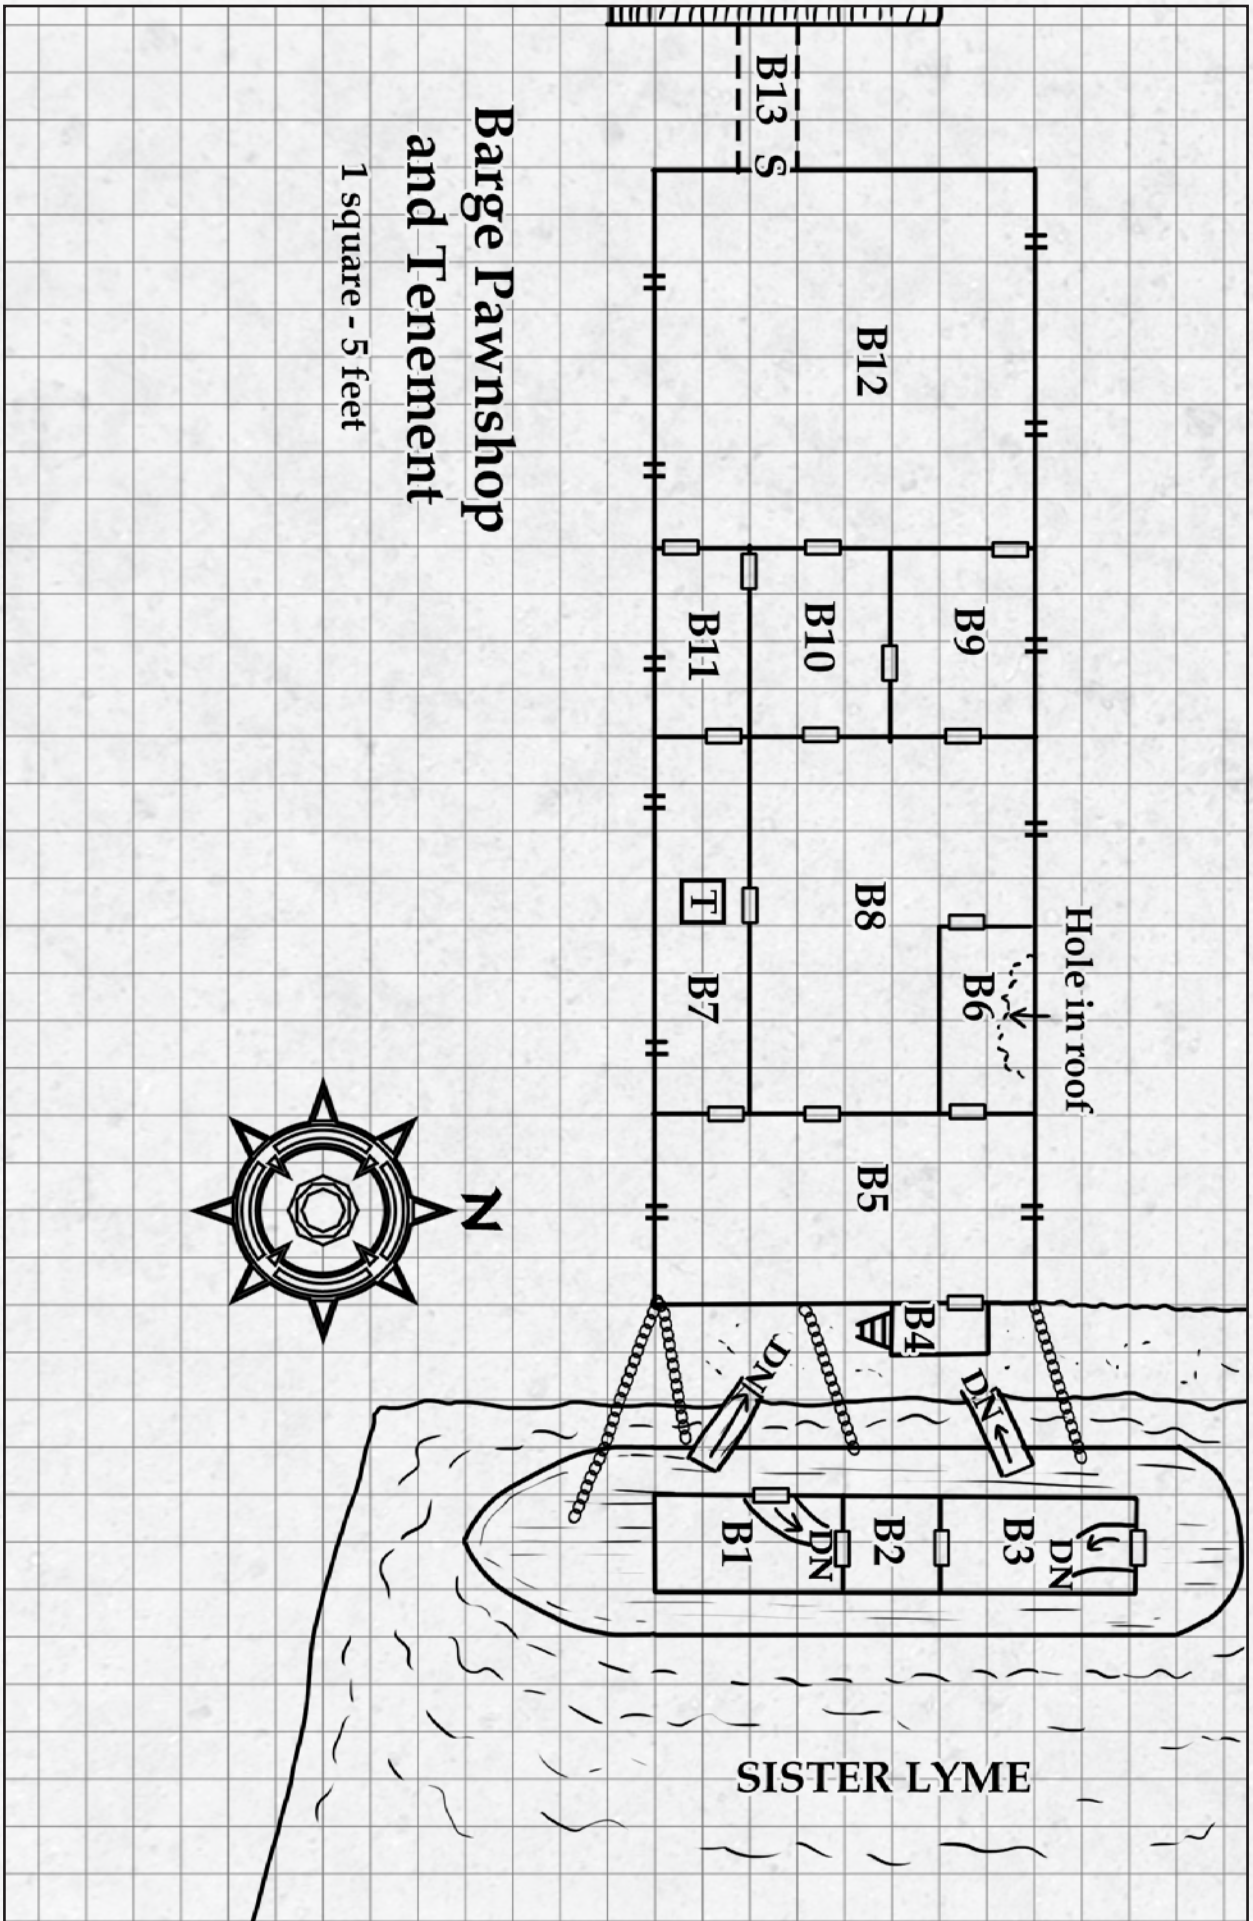 Barge Pawnshop
and Tenement
1 square - 5 feet
B13
S
B12
B9
B10
B11
B8
T
B7
B6
Hole in roof
B5
B4
DN
DN
N
B1
DN
B2
B3
DN
SISTER LYME